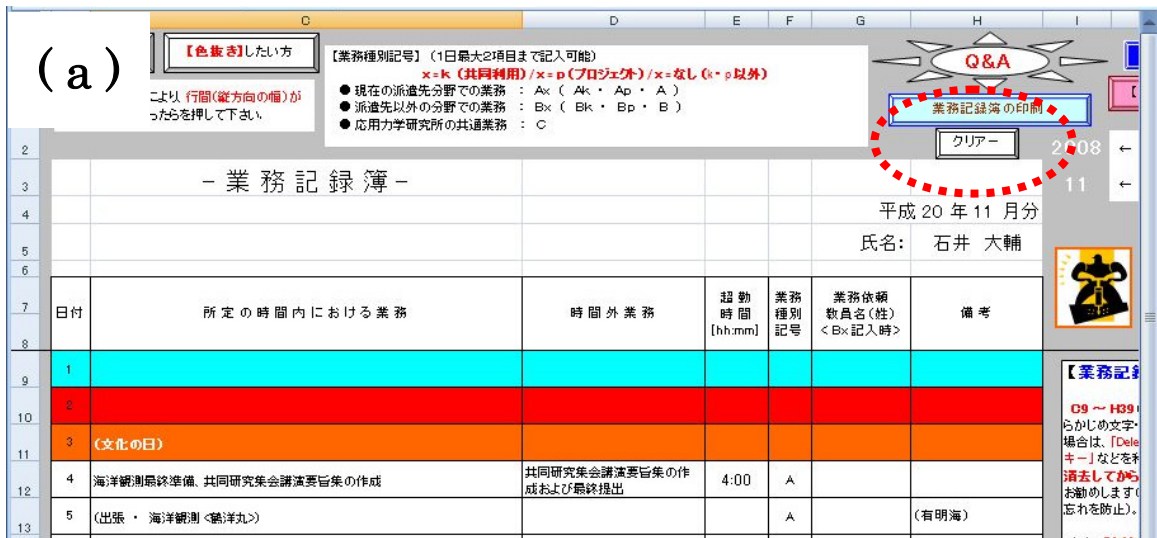 C D E F G H I
(a)
【色抜き】したい方
により、行間(縦方向の幅)が
ったらを押して下さい。
【業務種別記号】(1日最大2項目まで記入可能)
x=k (共同利用)/x=p(プロジェクト)/x=なし(k・p以外)
● 現在の派遣先分野での業務 : Ax ( Ak ・ Ap ・ A )
● 派遣先以外の分野での業務 : Bx ( Bk ・ Bp ・ B )
● 応用力学研究所の共通業務 : C
Q&A
業務記録簿の印刷
クリアー
2 2008 ←
3 -業務記録簿- 11 ←
4 平成 20 年 11 月分
5 氏名: 石井 大輔
6
7 日付 所定の時間内における業務 時間外業務 超勤時間[hh:mm] 業務種別記号 業務依頼教員名(姓)<Bx記入時> 備考
8
9 1
10 2
11 3 (文化の日)
12 4 海洋観測最終準備、共同研究集会講演要旨集の作成 共同研究集会講演要旨集の作成および最終提出 4:00 A
13 5 (出張 ・ 海洋観測<鶴洋丸>) A (有明海)
【業務記録
C9 ~ H39
らかじめ文字・
場合は、「Dele
キー」などを利
消去してから
お勧めします(
忘れを防止)。